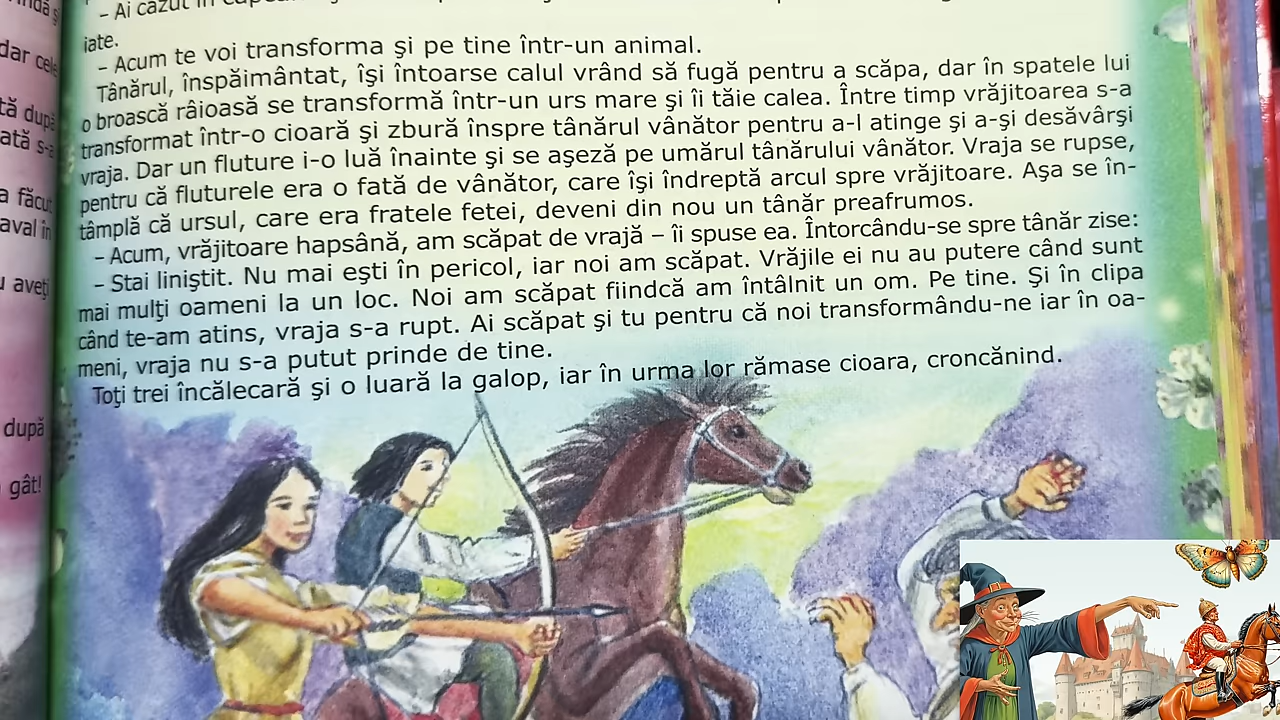 dar cele
tă după
ată s-a
a făcut
aval în
u aveți
după
gât!
– Ai căzut în
iate.
– Acum te voi transforma şi pe tine într-un animal.
Tânărul, înspăimântat, îşi întoarse calul vrând să fugă pentru a scăpa, dar în spatele lui
o broască râioasă se transformă într-un urs mare şi îi tăie calea. Între timp vrăjitoarea s-a
transformat într-o cioară şi zbură înspre tânărul vânător pentru a-l atinge şi a-şi desăvârşi
vraja. Dar un fluture i-o luă înainte şi se aşeză pe umărul tânărului vânător. Vraja se rupse,
pentru că fluturele era o fată de vânător, care îşi îndreptă arcul spre vrăjitoare. Aşa se în-
tâmplă că ursul, care era fratele fetei, deveni din nou un tânăr preafrumos.
– Acum, vrăjitoare hapsână, am scăpat de vrajă – îi spuse ea. Întorcându-se spre tânăr zise:
– Stai liniştit. Nu mai eşti în pericol, iar noi am scăpat. Vrăjile ei nu au putere când sunt
mai mulţi oameni la un loc. Noi am scăpat fiindcă am întâlnit un om. Pe tine. Şi în clipa
când te-am atins, vraja s-a rupt. Ai scăpat şi tu pentru că noi transformându-ne iar în oa-
meni, vraja nu s-a putut prinde de tine.
Toţi trei încălecară şi o luară la galop, iar în urma lor rămase cioara, croncănind.